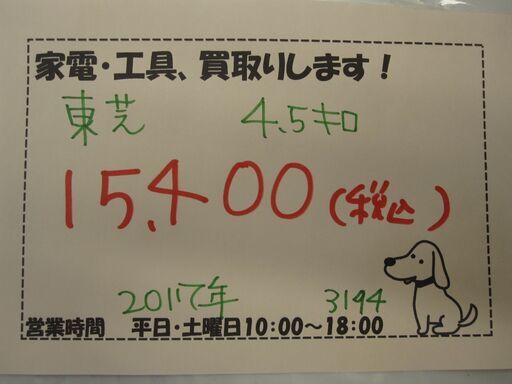 家電・工具、買取りします！
東芝 4.5キロ
15,400(税込)
2017年 3194
営業時間 平日・土曜日10:00～18:00